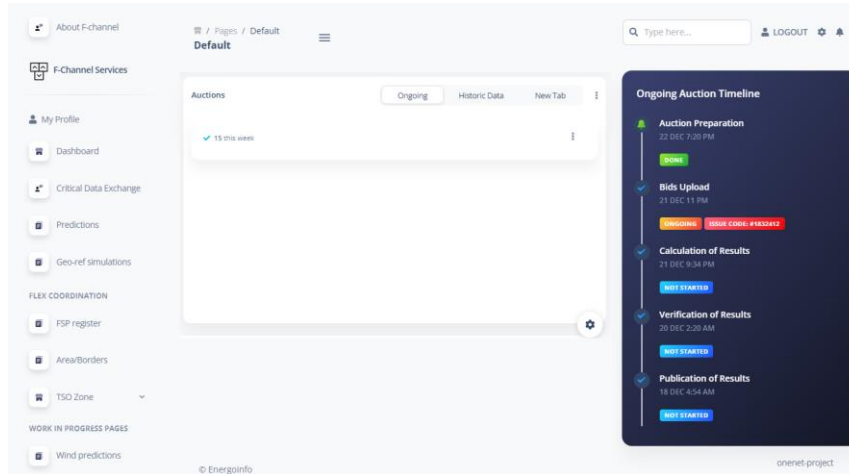 About F-channel
F-Channel Services
My Profile
Dashboard
Critical Data Exchange
Predictions
Geo-ref simulations
FLEX COORDINATION
FSP register
Area/Borders
TSO Zone
WORK IN PROGRESS PAGES
Wind predictions
/ Pages / Default
Default
Type here...
LOGOUT
Auctions
Ongoing
Historic Data
New Tab
15 this week
Ongoing Auction Timeline
Auction Preparation
22 DEC 7:20 PM
DONE
Bids Upload
21 DEC 11 PM
ONGOING ISSUE CODE: #1832412
Calculation of Results
21 DEC 9:34 PM
NOT STARTED
Verification of Results
20 DEC 2:20 AM
NOT STARTED
Publication of Results
18 DEC 4:54 AM
NOT STARTED
© Energoinfo
onenet-project